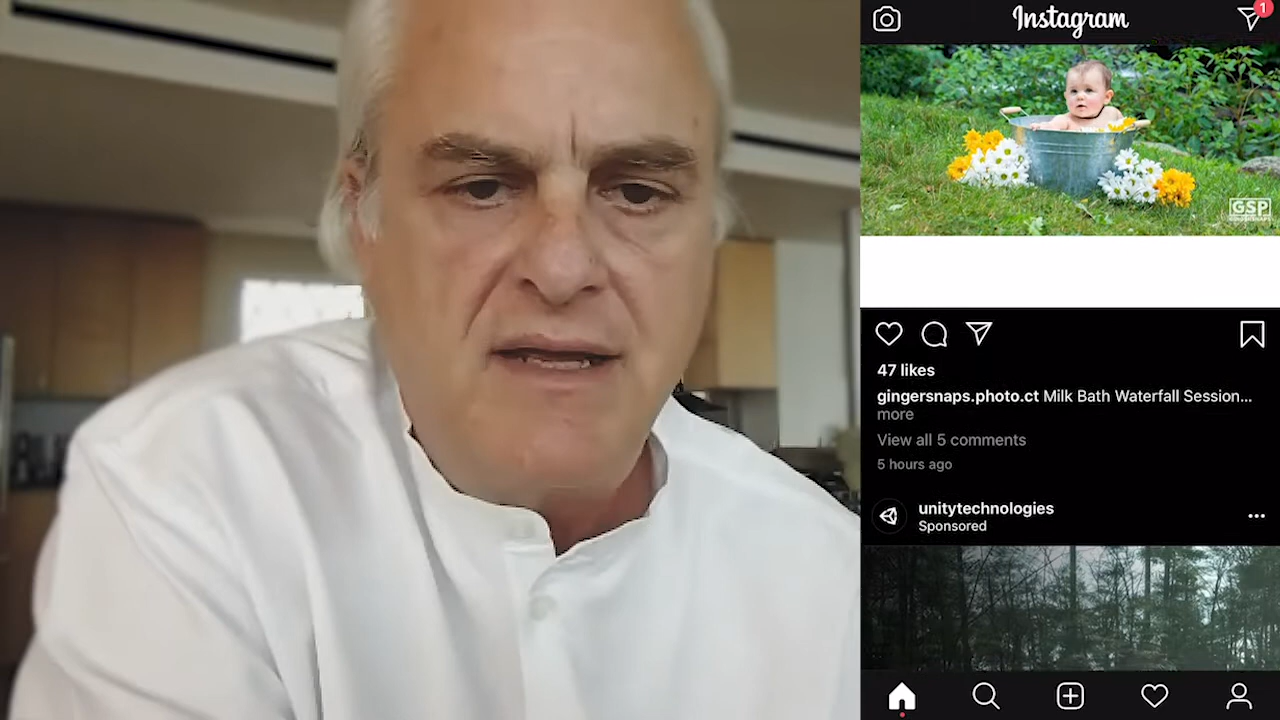 Instagram
1
GSP
47 likes
gingersnaps.photo.ct Milk Bath Waterfall Session...
more
View all 5 comments
5 hours ago
unitytechnologies
Sponsored